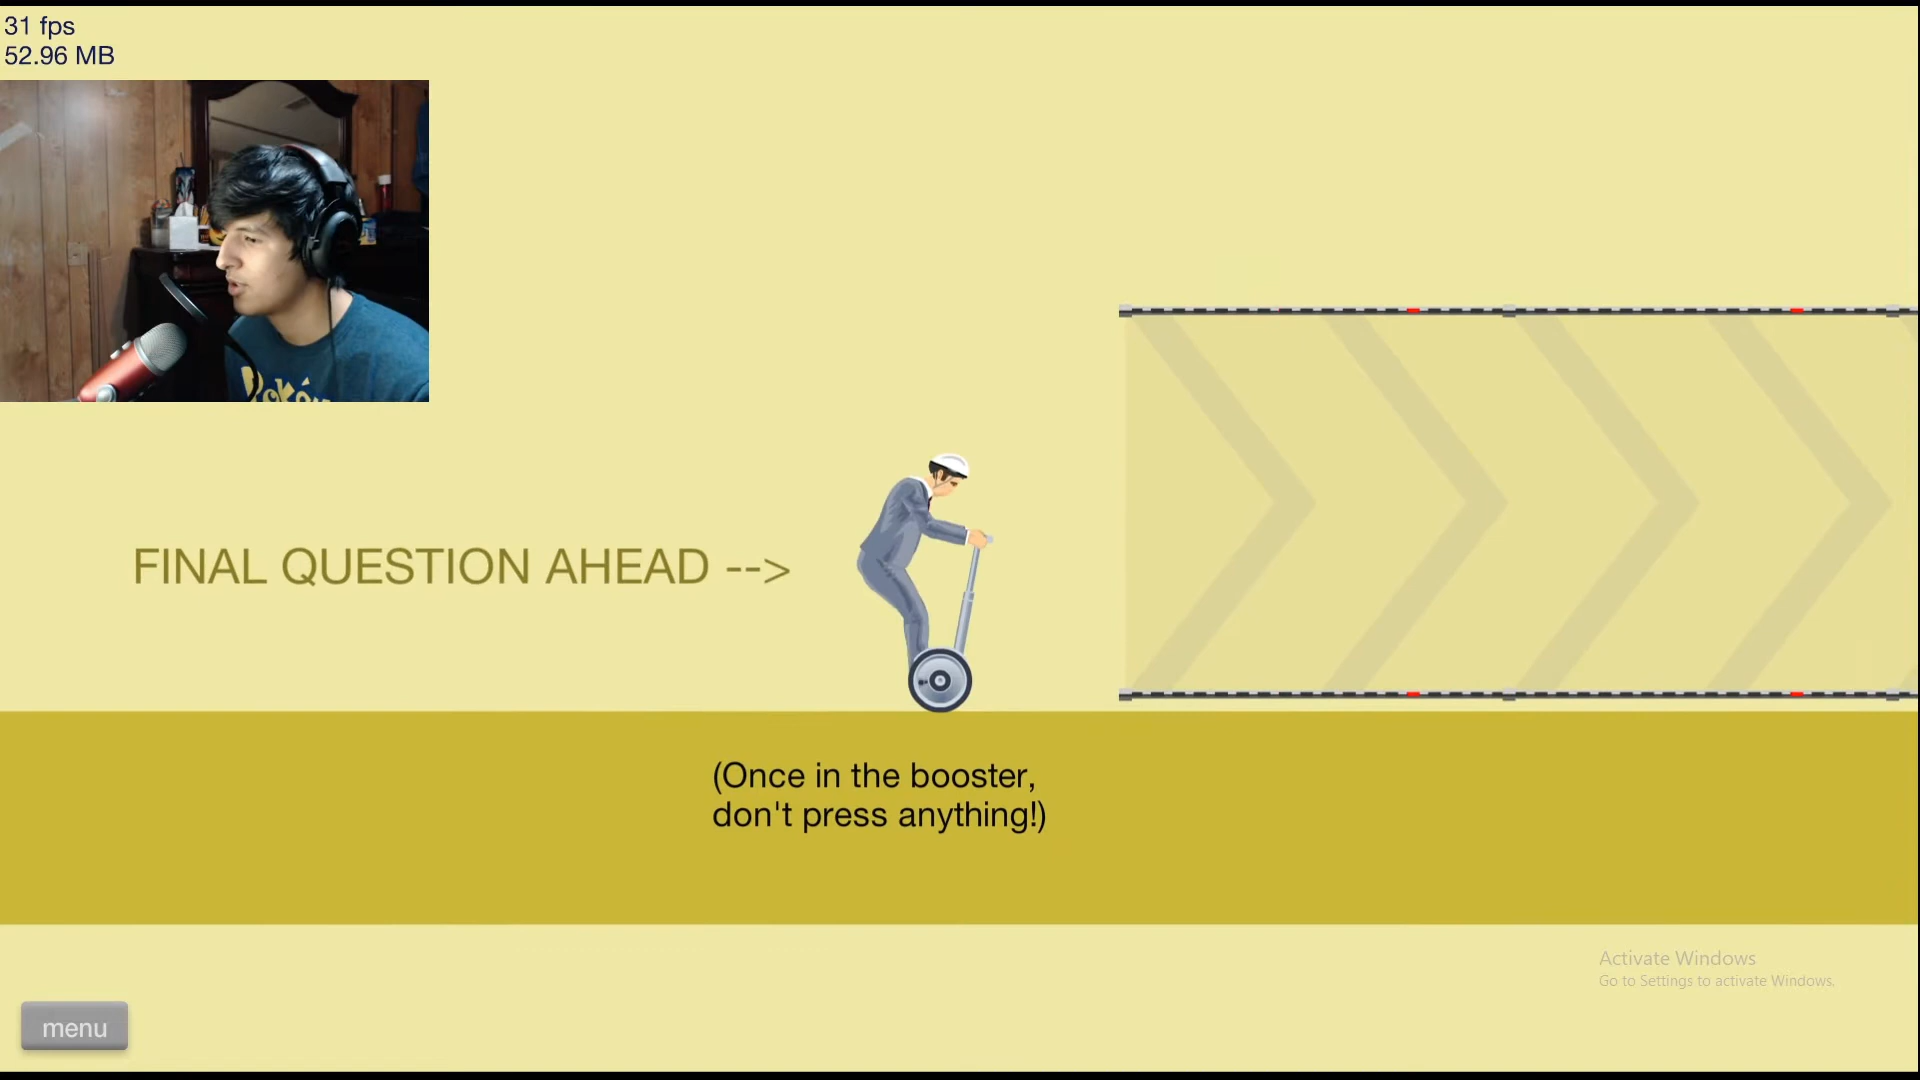 31 fps
52.96 MB
FINAL QUESTION AHEAD -->
(Once in the booster,
don't press anything!)
Activate Windows
Go to Settings to activate Windows.
menu